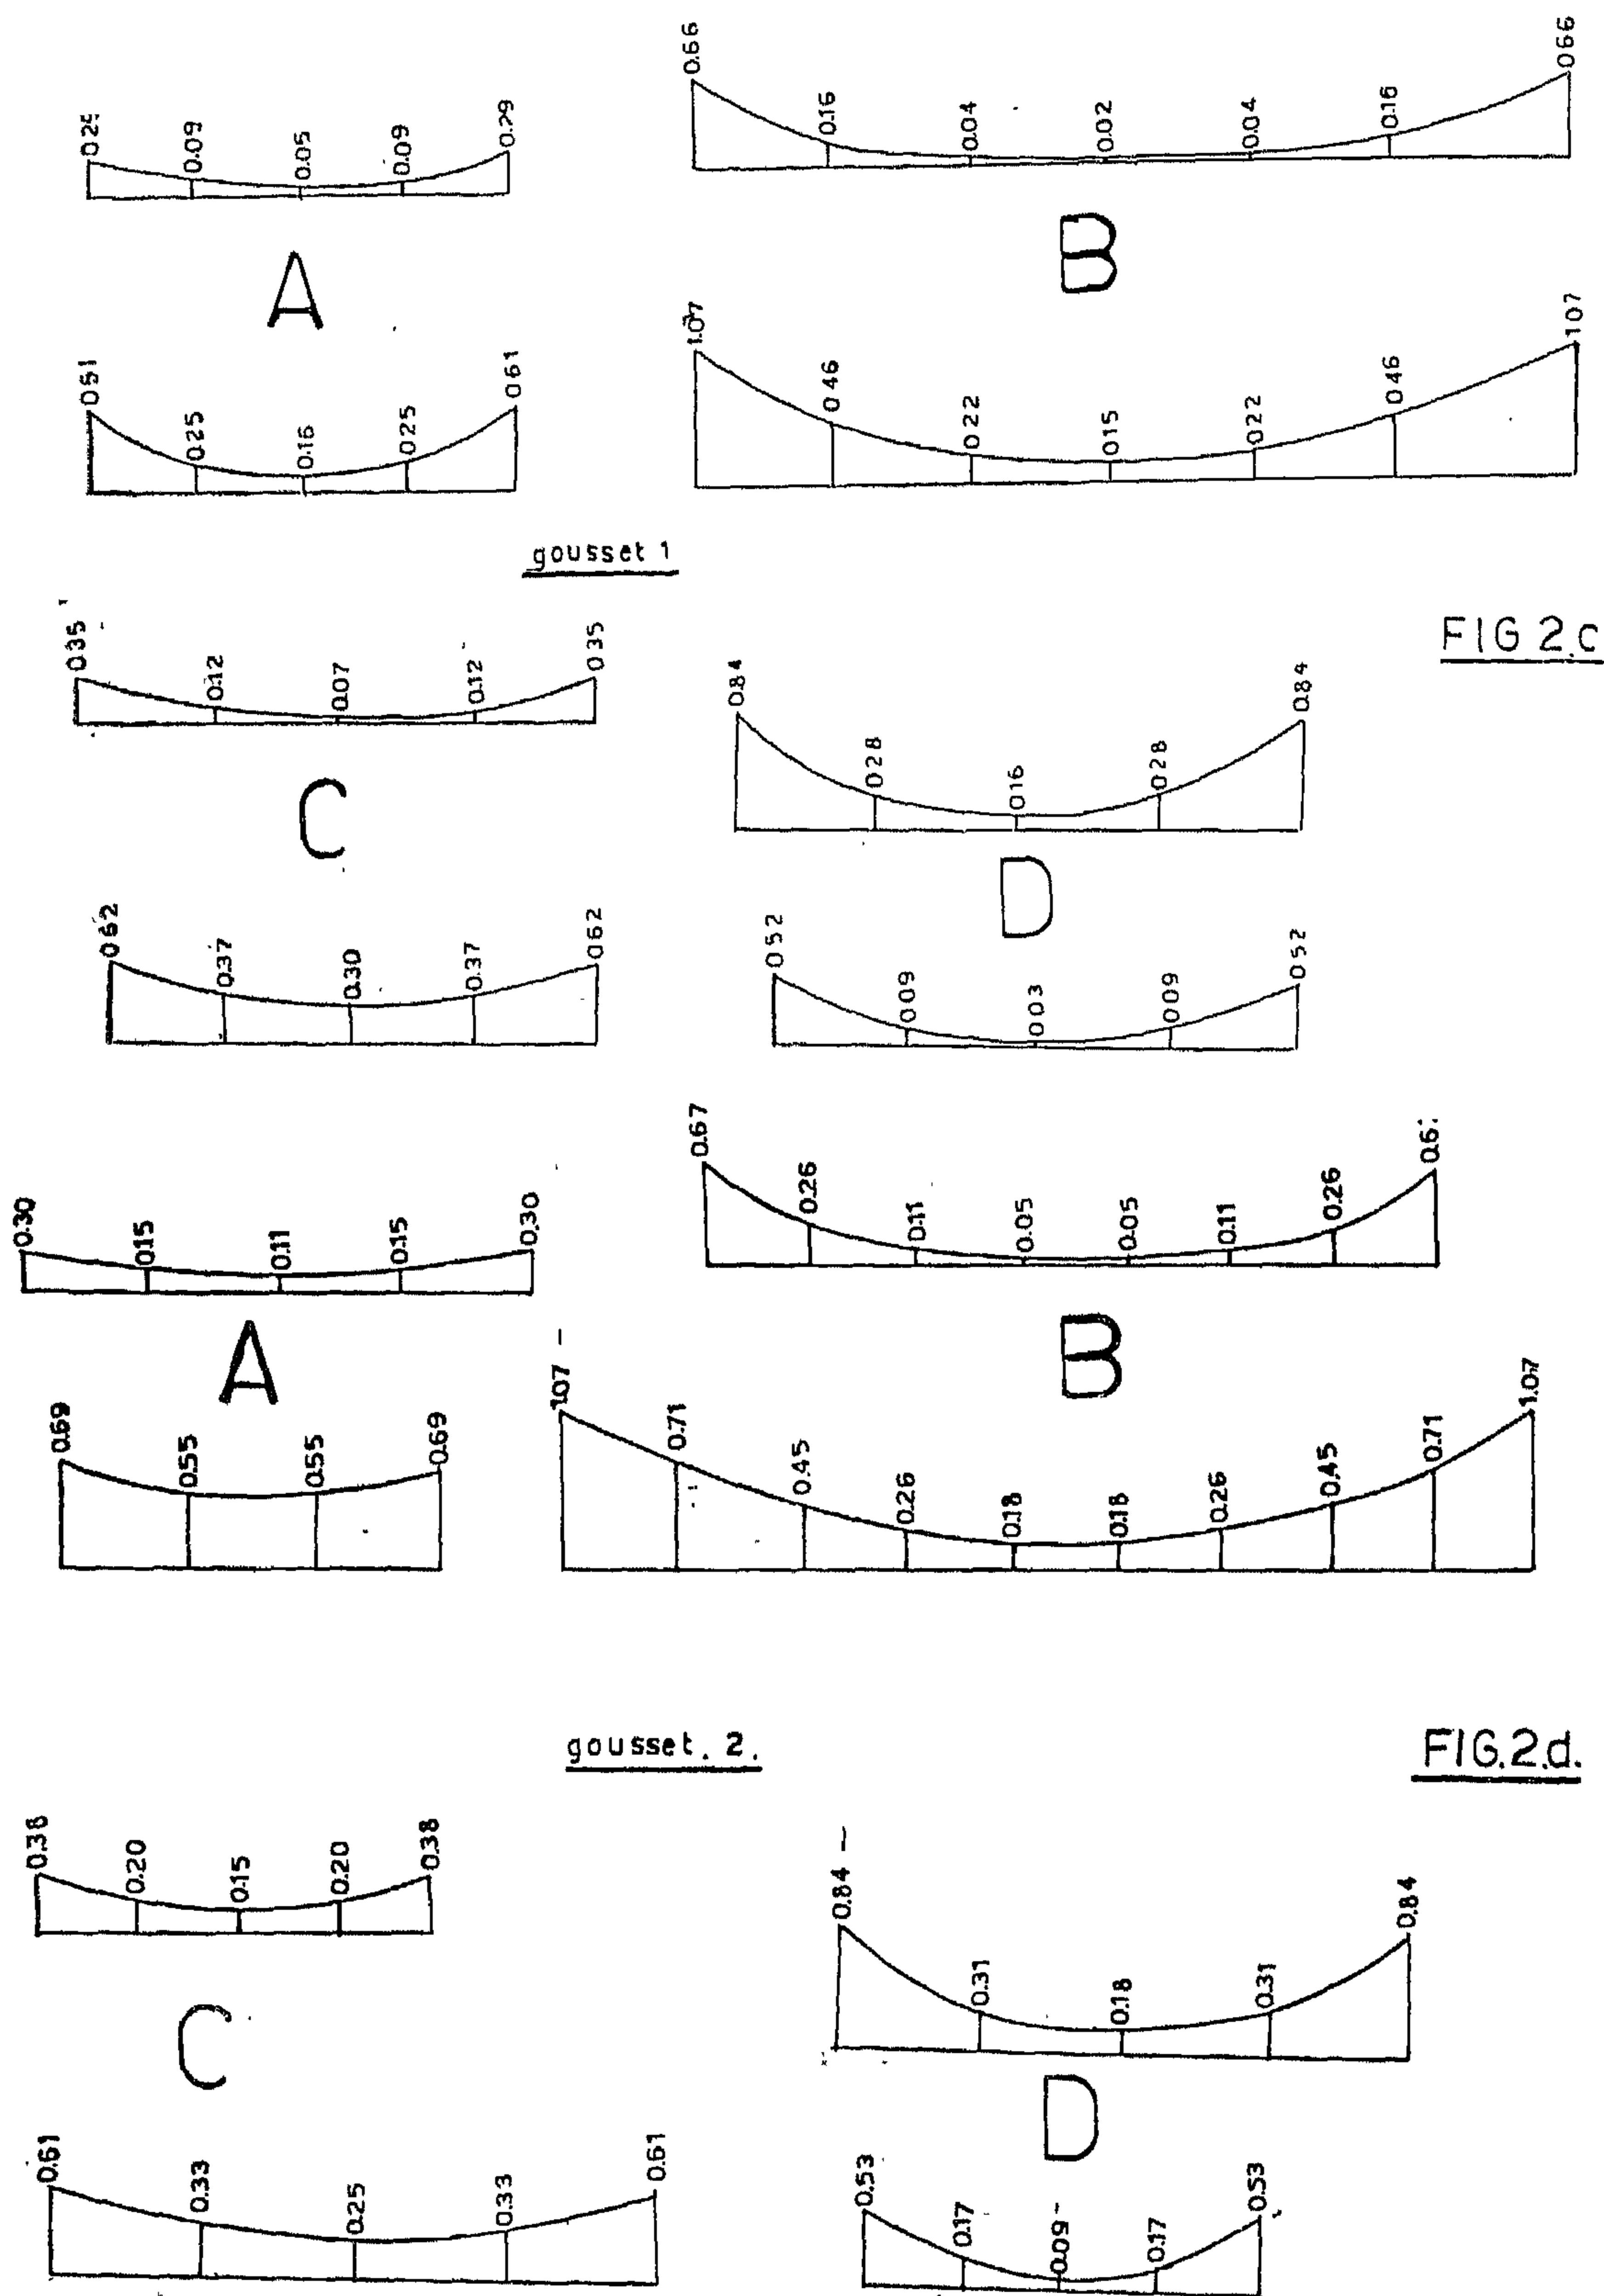 0.66 0.16 0.04 0.02 0.04 0.16 0.66
0.09 0.05 0.09 0.29
A
B
0.61 0.25 0.16 0.25 0.61
1.07 0.46 0.22 0.15 0.22 0.46 1.07
gousset 1
FIG 2.c
0.35 0.12 0.07 0.12 0.35
0.84 0.28 0.16 0.28 0.84
C
D
0.62 0.37 0.30 0.37 0.62
0.52 0.09 0.03 0.09 0.52
0.30 0.15 0.11 0.15 0.30
0.67 0.26 0.11 0.05 0.05 0.11 0.26
A
B
0.69 0.55 0.55 0.69
1.07 0.71 0.45 0.26 0.18 0.18 0.26 0.45 0.71 1.07
gousset. 2.
FIG.2.d.
0.38 0.20 0.15 0.20 0.38
0.84 0.31 0.18 0.31 0.84
C
D
0.61 0.33 0.25 0.33 0.61
0.53 0.17 0.09 0.17 0.53